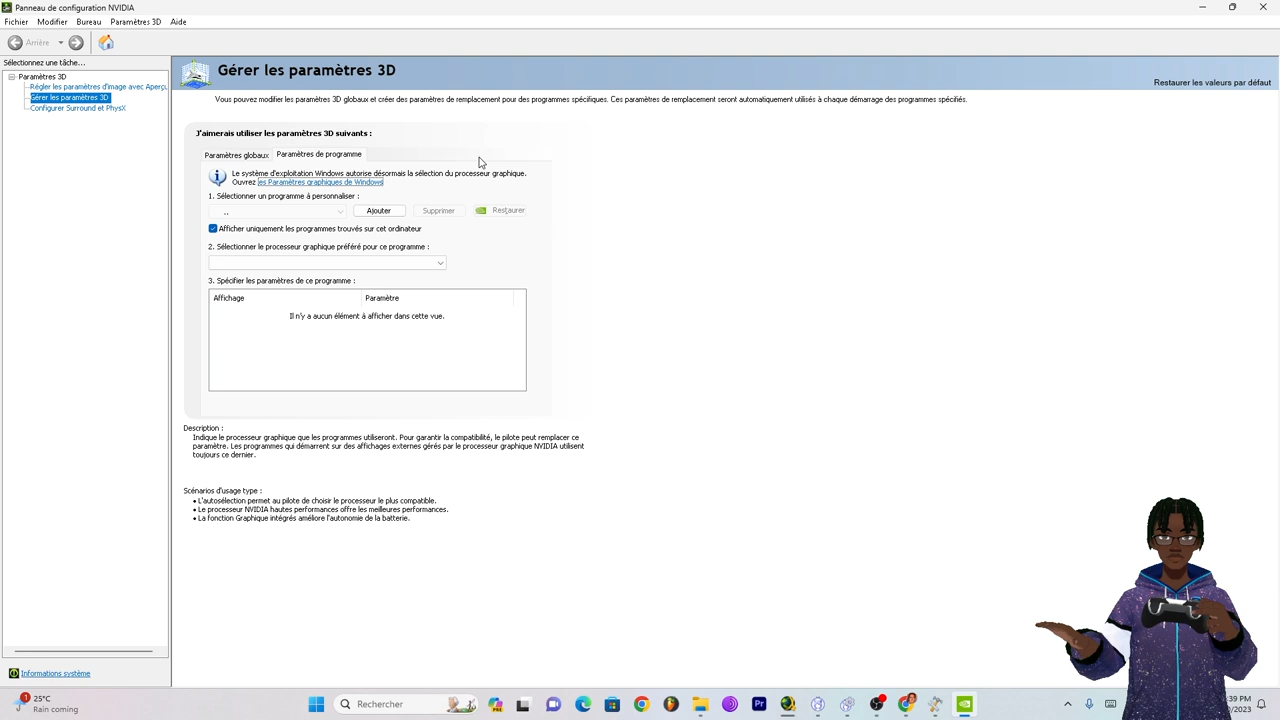 Panneau de configuration NVIDIA
Fichier Modifier Bureau Paramètres 3D Aide
Arrière
Sélectionnez une tâche...
Paramètres 3D
Régler les paramètres d'image avec Aperçu
Gérer les paramètres 3D
Configurer Surround et PhysX
Gérer les paramètres 3D
Restaurer les valeurs par défaut
Vous pouvez modifier les paramètres 3D globaux et créer des paramètres de remplacement pour des programmes spécifiques. Ces paramètres de remplacement seront automatiquement utilisés à chaque démarrage des programmes spécifiés.
J'aimerais utiliser les paramètres 3D suivants :
Paramètres globaux Paramètres de programme
Le système d'exploitation Windows autorise désormais la sélection du processeur graphique.
Ouvrez les Paramètres graphiques de Windows
1. Sélectionner un programme à personnaliser :
.. Ajouter Supprimer Restaurer
Afficher uniquement les programmes trouvés sur cet ordinateur
2. Sélectionner le processeur graphique préféré pour ce programme :
3. Spécifier les paramètres de ce programme :
Affichage Paramètre
Il n'y a aucun élément à afficher dans cette vue.
Description :
Indique le processeur graphique que les programmes utiliseront. Pour garantir la compatibilité, le pilote peut remplacer ce
paramètre. Les programmes qui démarrent sur des affichages externes gérés par le processeur graphique NVIDIA utilisent
toujours ce dernier.
Scénarios d'usage type :
• L'autosélection permet au pilote de choisir le processeur le plus compatible.
• Le processeur NVIDIA hautes performances offre les meilleures performances.
• La fonction Graphique intégrés améliore l'autonomie de la batterie.
Informations système
1
25°C
Rain coming
Rechercher
:39 PM
/2023